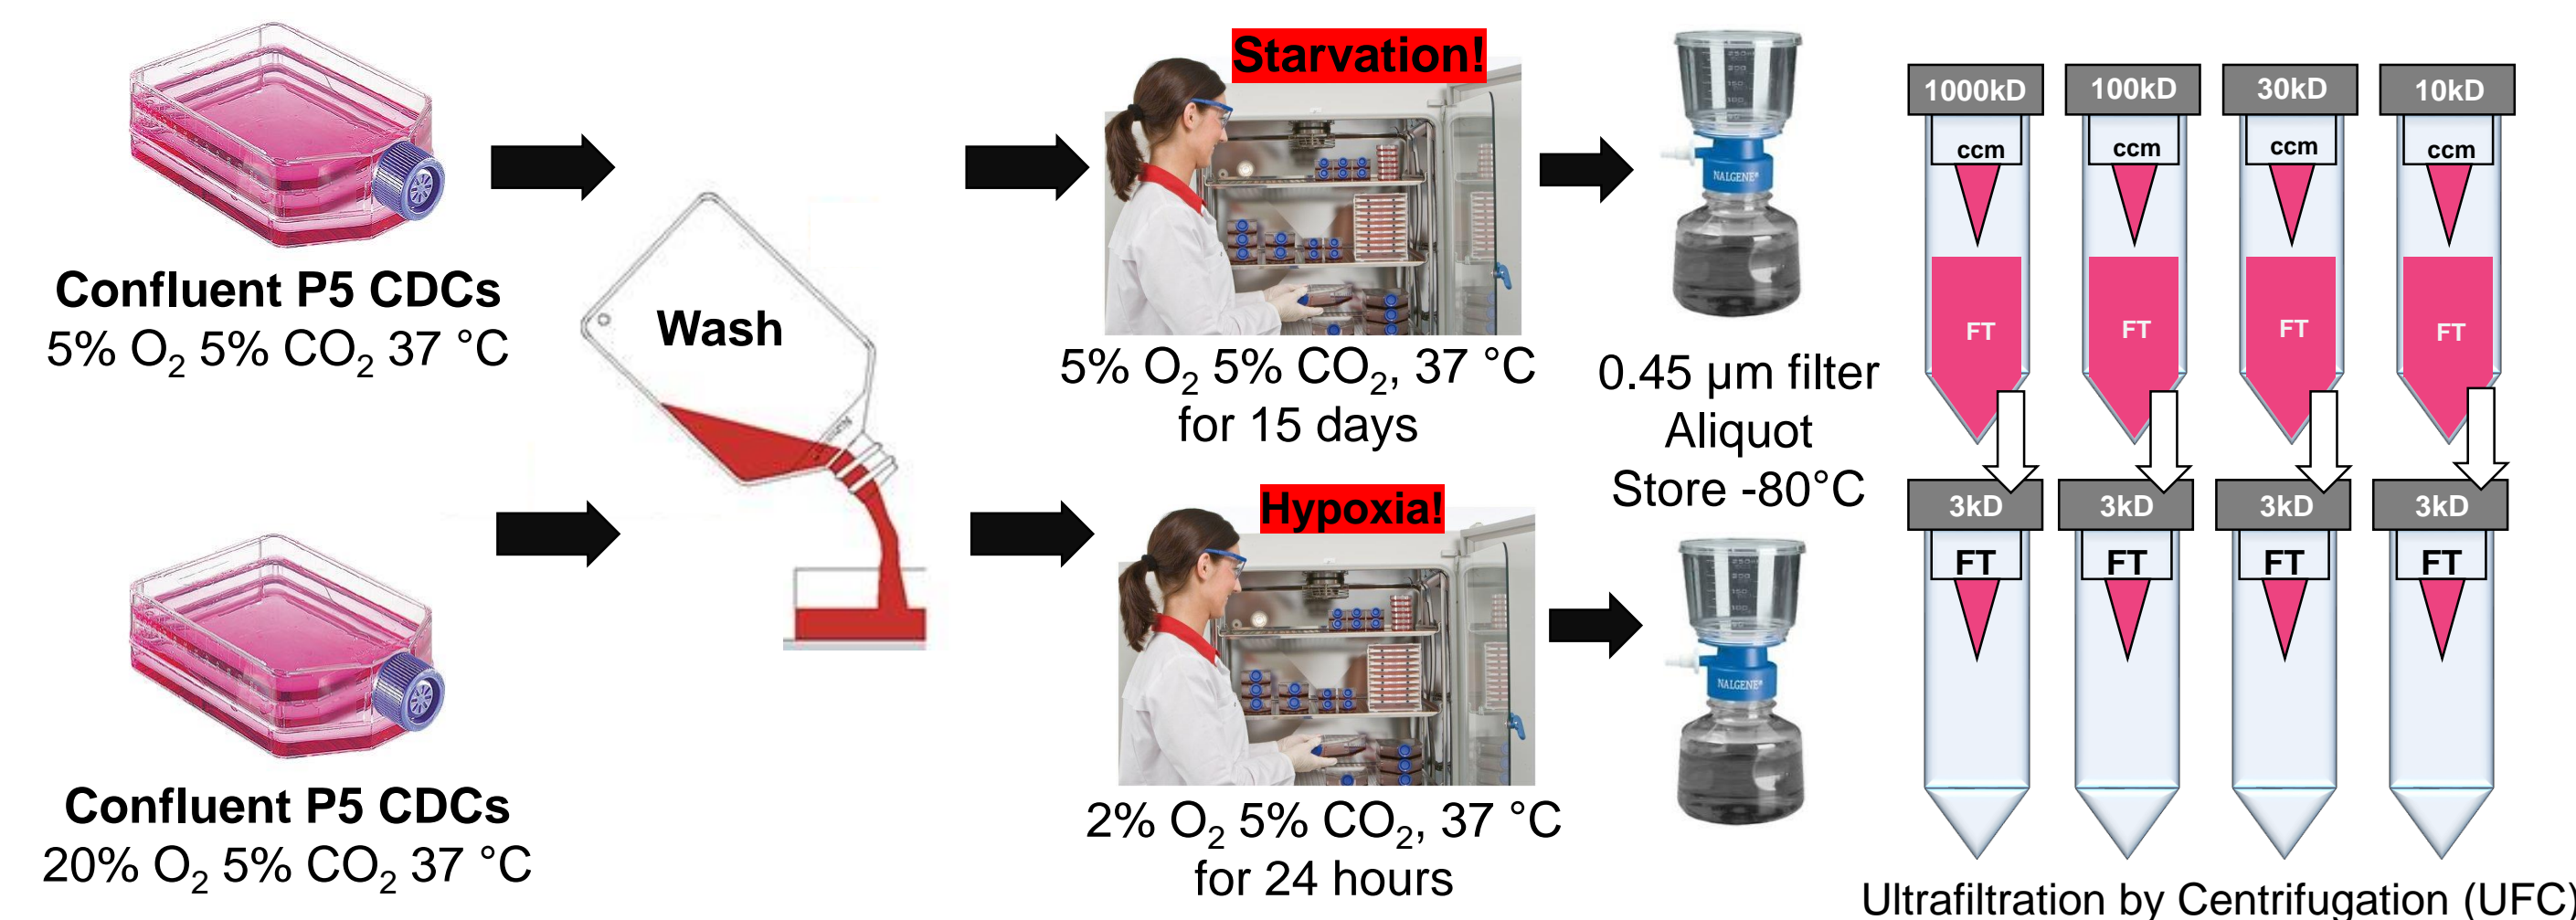 Confluent P5 CDCs
5% O₂ 5% CO₂ 37 °C
Confluent P5 CDCs
20% O₂ 5% CO₂ 37 °C
Wash
Starvation!
5% O₂ 5% CO₂, 37 °C
for 15 days
Hypoxia!
2% O₂ 5% CO₂, 37 °C
for 24 hours
NALGENE®
0.45 µm filter
Aliquot
Store -80°C
NALGENE®
1000kD 100kD 30kD 10kD
ccm ccm ccm ccm
FT FT FT FT
3kD 3kD 3kD 3kD
FT FT FT FT
Ultrafiltration by Centrifugation (UFC)